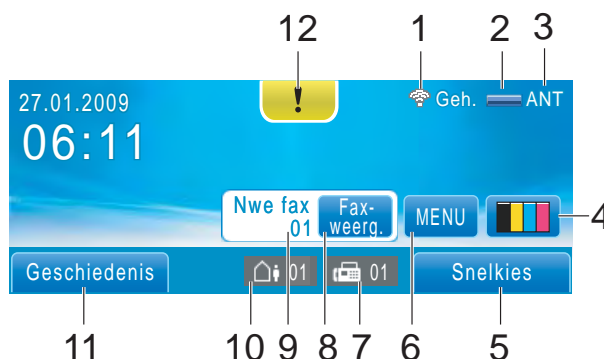 12 1 2 3
27.01.2009 ! Geh. ANT
06:11
Nwe fax 01 Fax-weerg. MENU 4
Geschiedenis 01 01 Snelkies
11 10 9 8 7 6 5